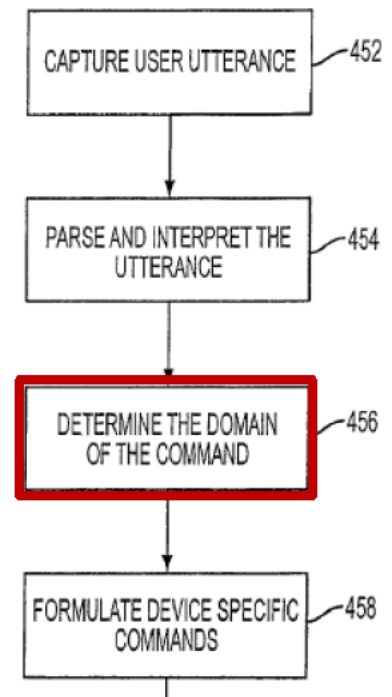 CAPTURE USER UTTERANCE
452
PARSE AND INTERPRET THE
UTTERANCE
454
DETERMINE THE DOMAIN
OF THE COMMAND
456
FORMULATE DEVICE SPECIFIC
COMMANDS
458